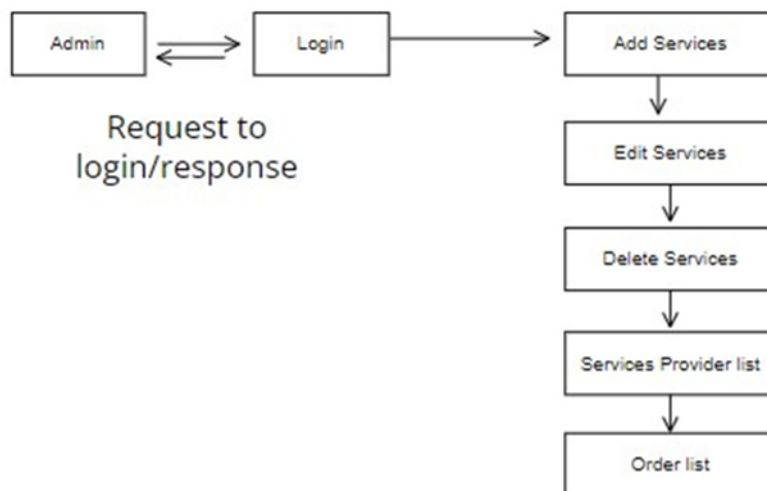 Admin
Login
Add Services
Request to
login/response
Edit Services
Delete Services
Services Provider list
Order list